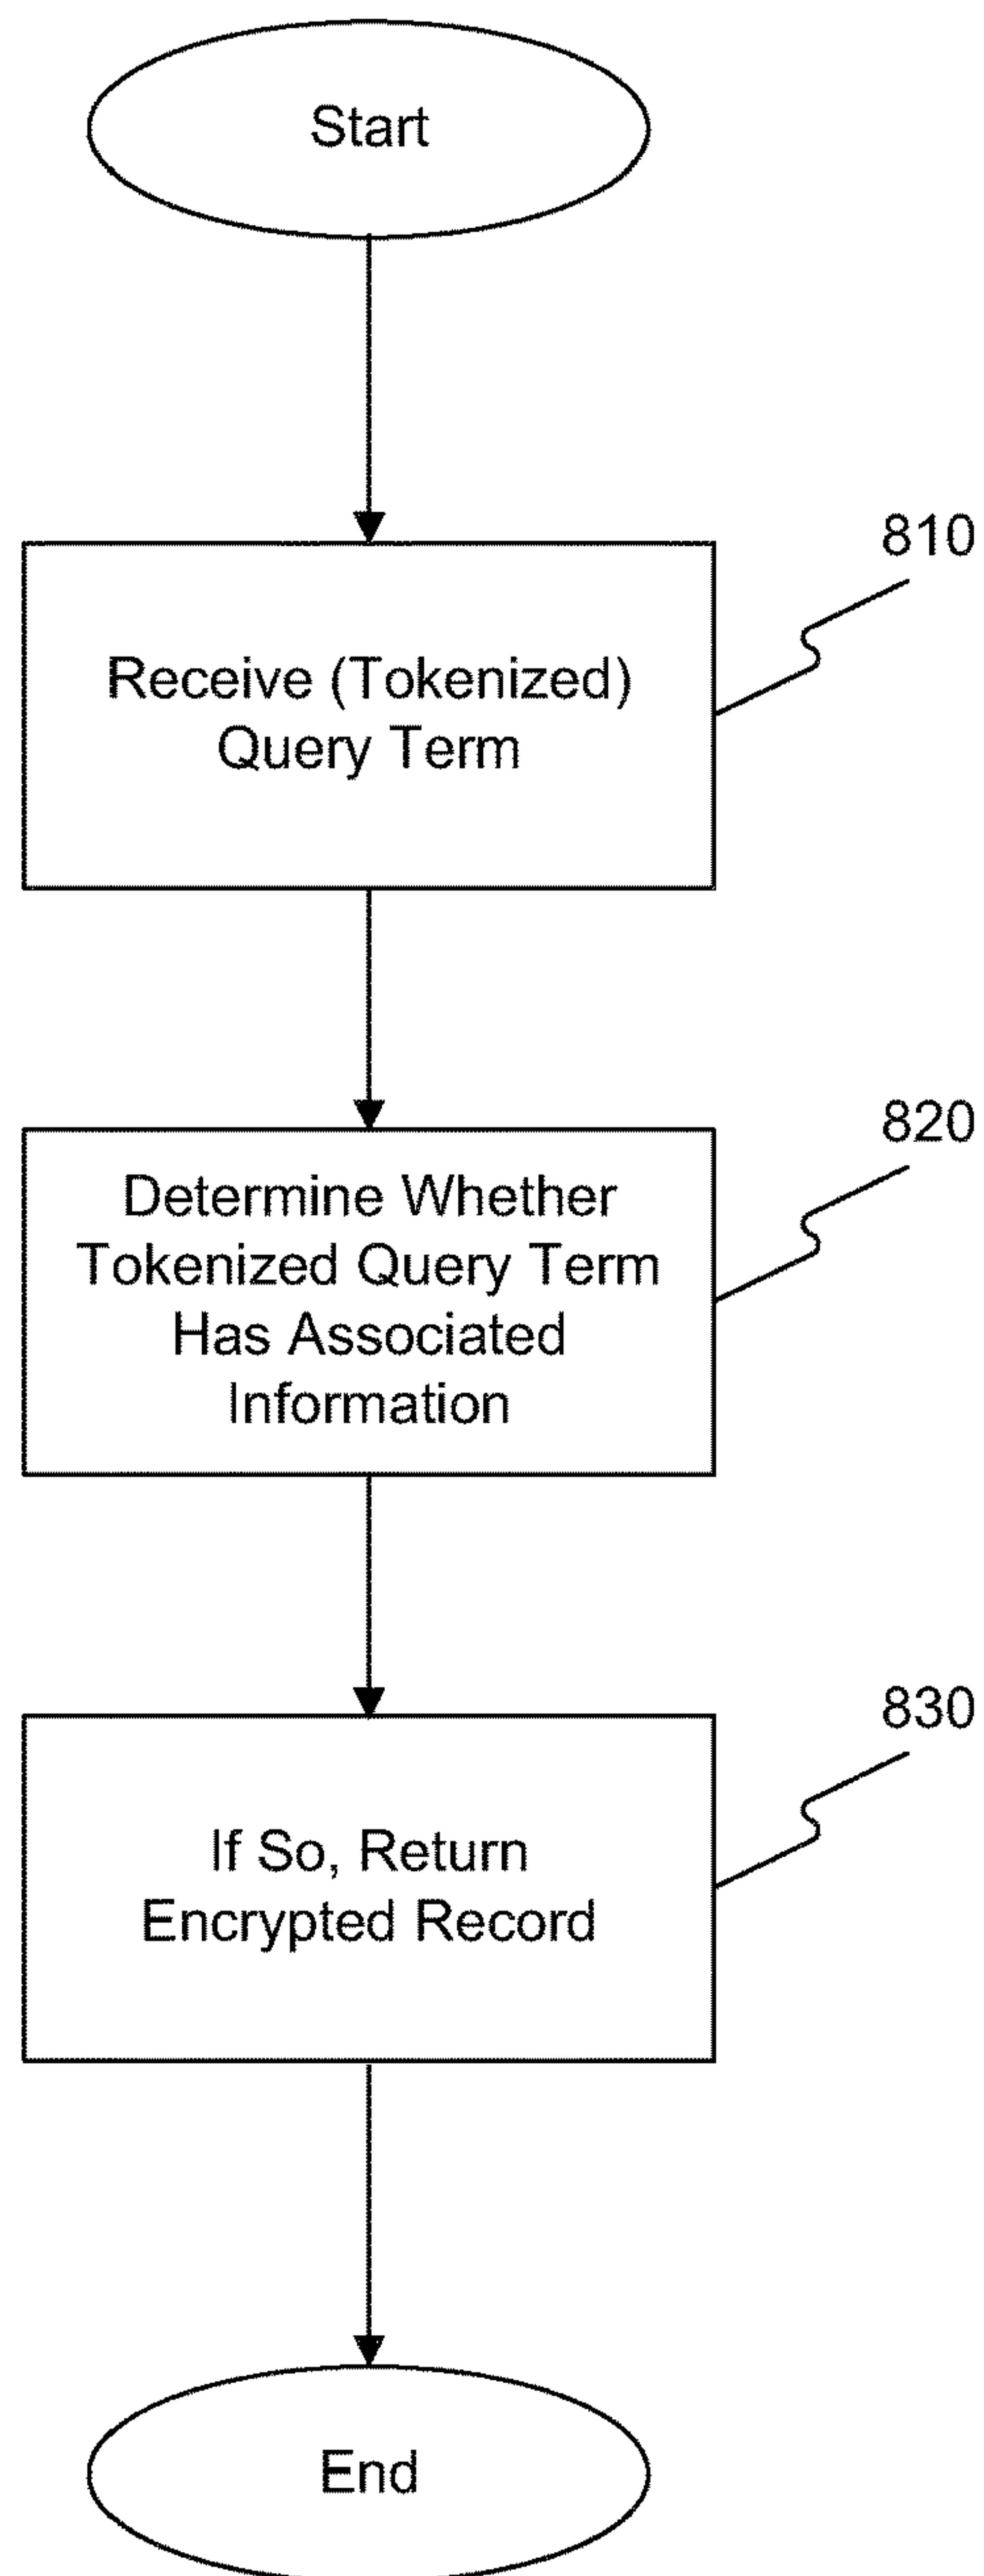 Start
810
Receive (Tokenized)
Query Term
820
Determine Whether
Tokenized Query Term
Has Associated
Information
830
If So, Return
Encrypted Record
End